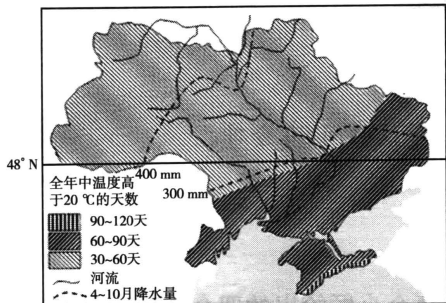 48°N
400 mm
300 mm
全年中温度高
于20 ℃的天数
90~120天
60~90天
30~60天
河流
4~10月降水量